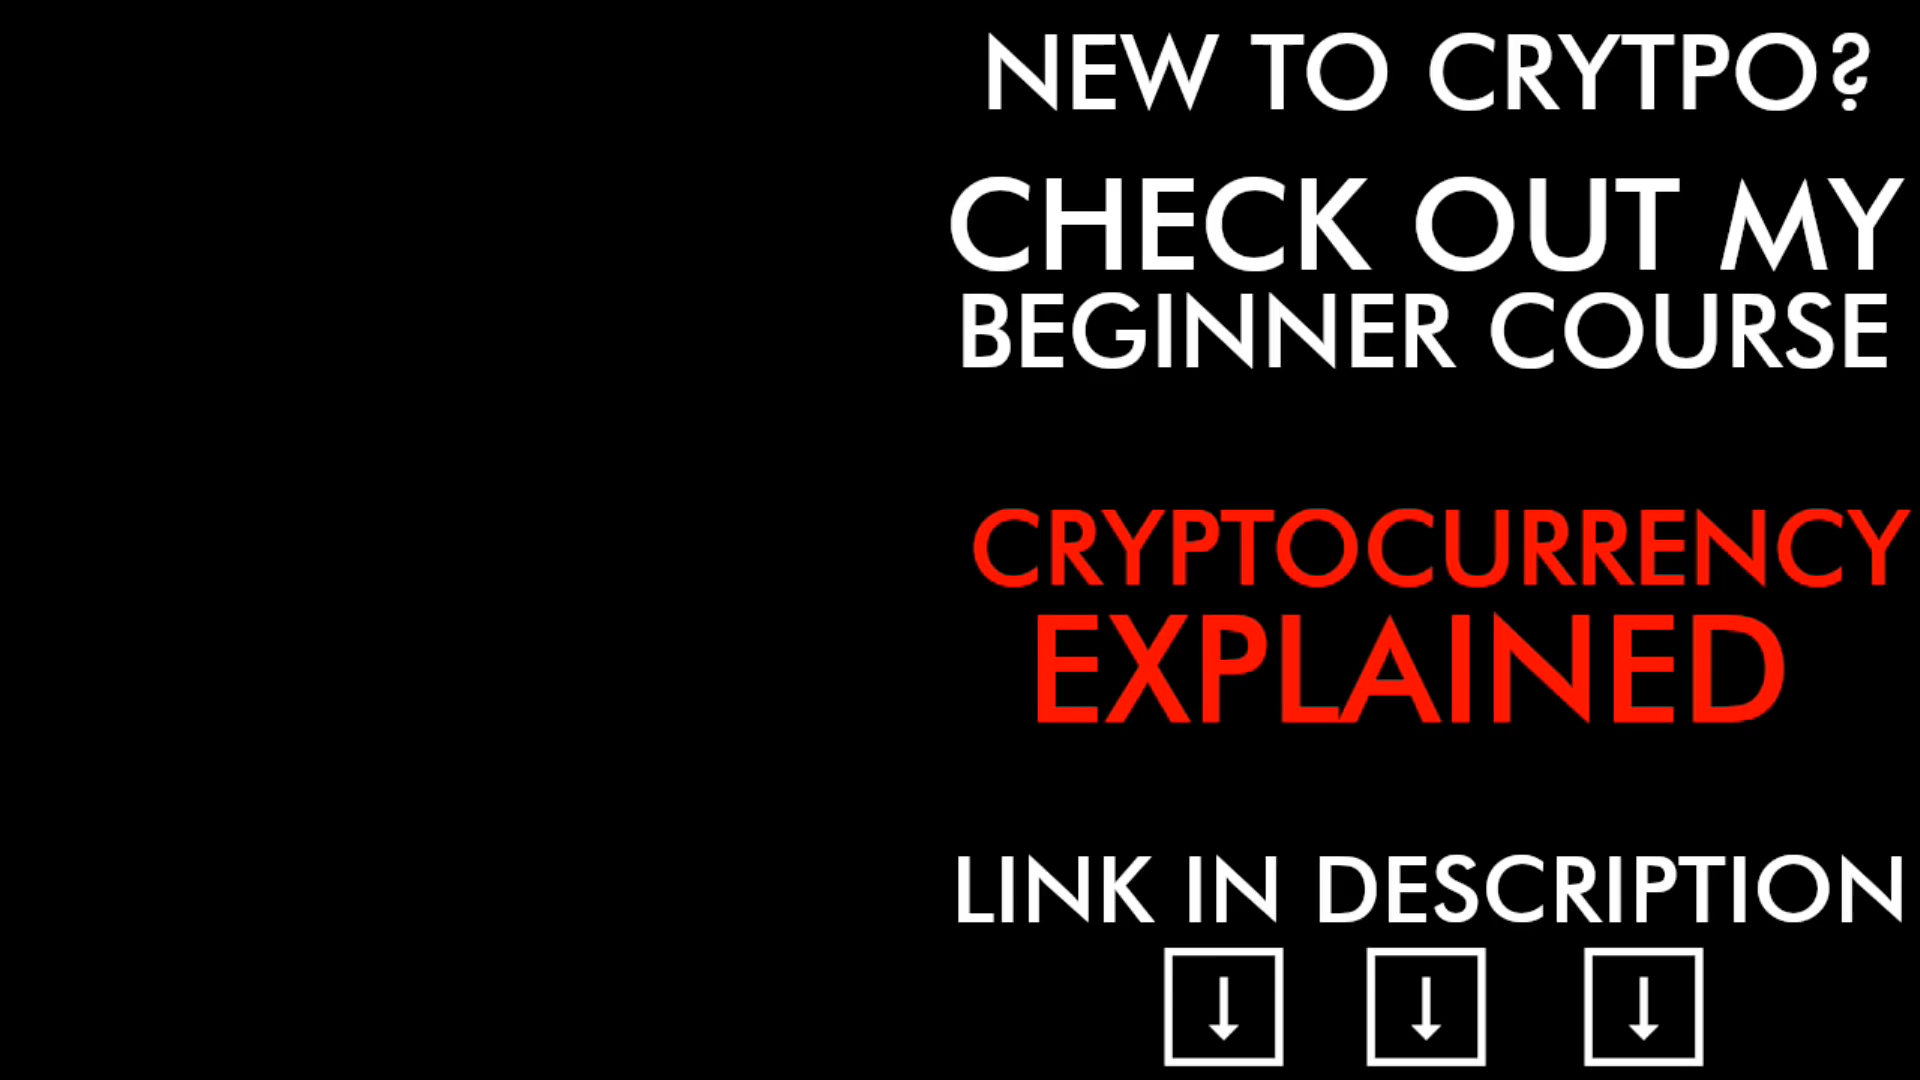 NEW TO CRYTPO?
CHECK OUT MY
BEGINNER COURSE
CRYPTOCURRENCY
EXPLAINED
LINK IN DESCRIPTION
↓ ↓ ↓